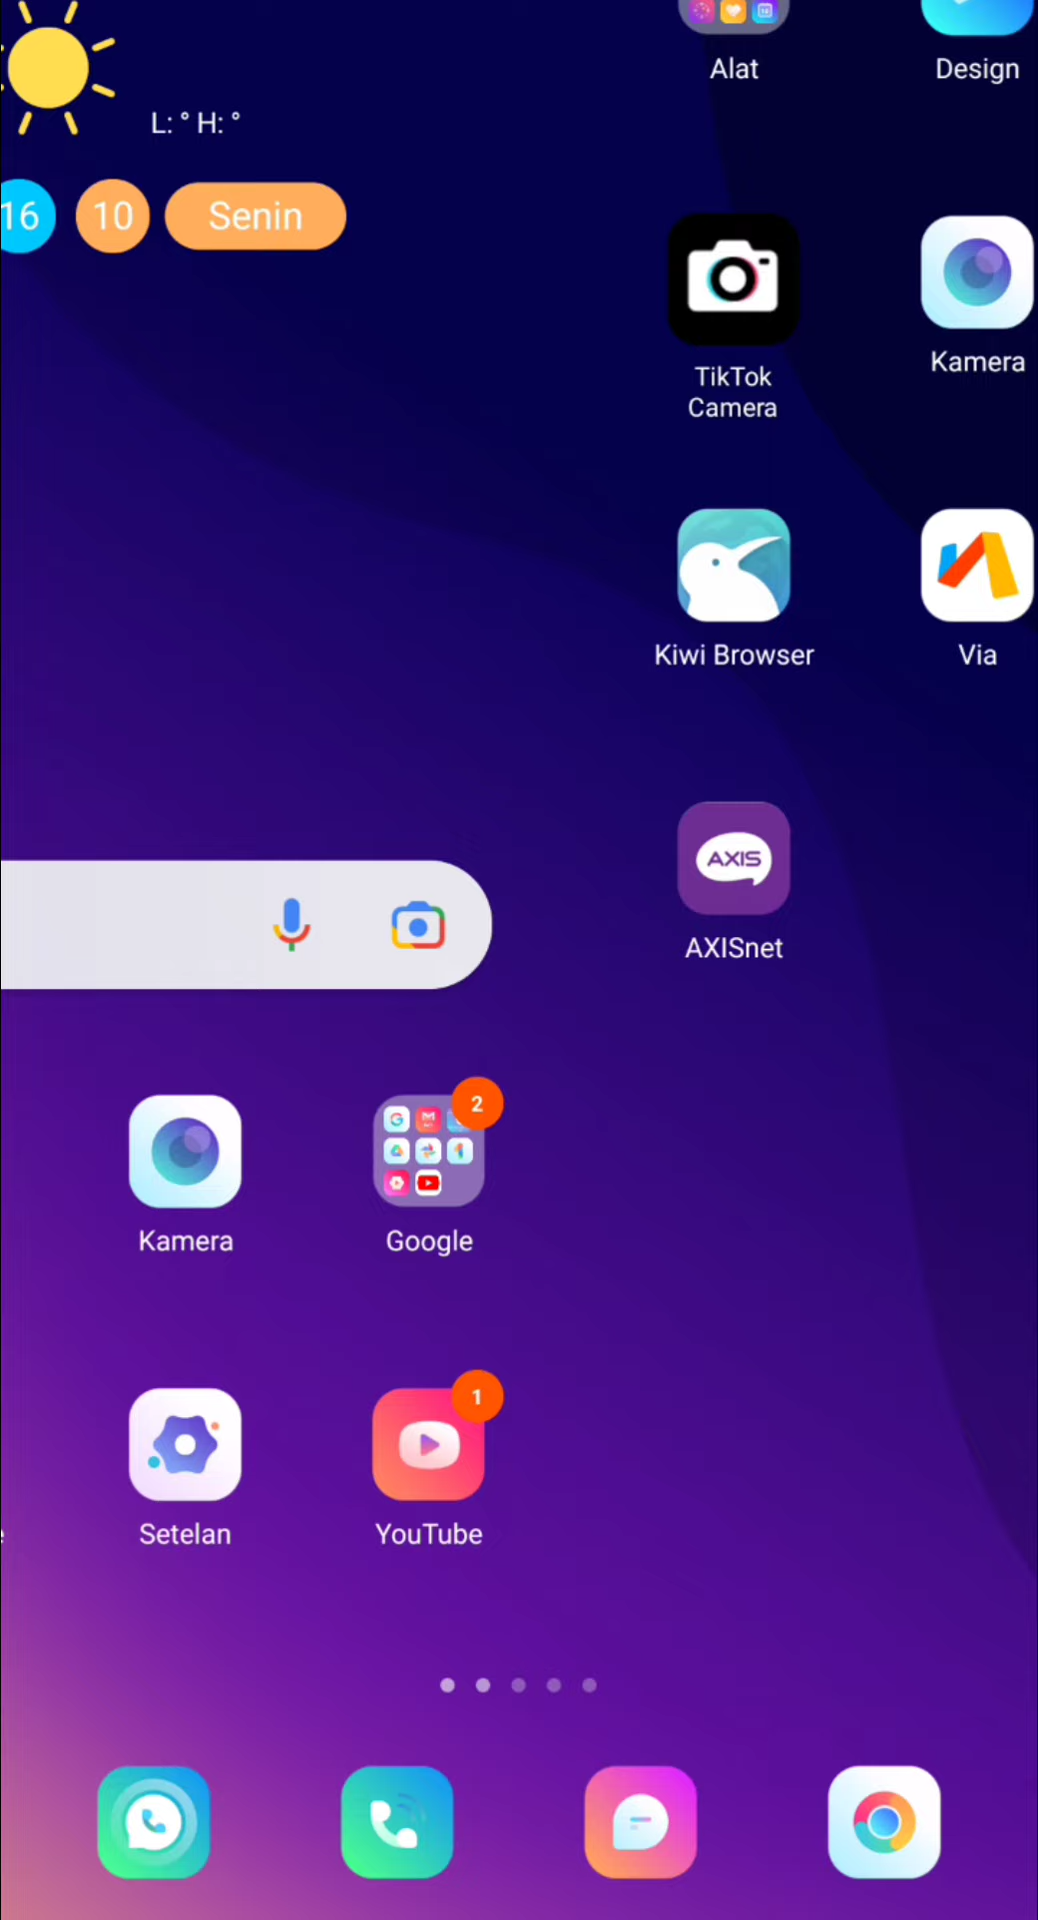 Alat
Design
L: ° H: °
16
10
Senin
TikTok
Camera
Kamera
Kiwi Browser
Via
AXIS
AXISnet
2
Kamera
Google
1
Setelan
YouTube